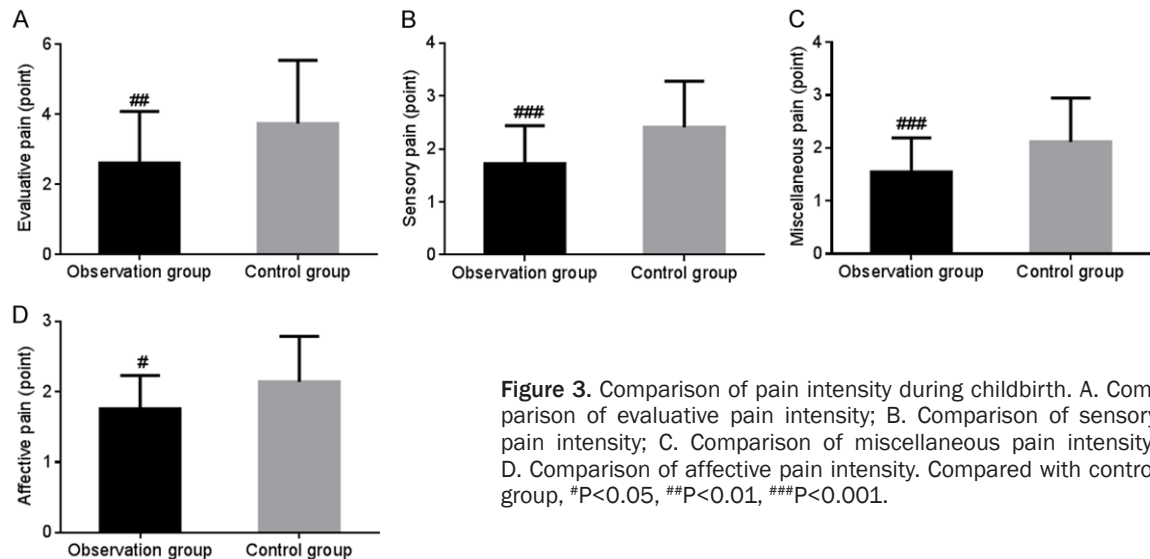 A
Evaluative pain (point)
6
4
2
0
##
Observation group
Control group
B
Sensory pain (point)
4
3
2
1
0
###
Observation group
Control group
C
Miscellaneous pain (point)
4
3
2
1
0
###
Observation group
Control group
D
Affective pain (point)
3
2
1
0
#
Observation group
Control group
Figure 3. Comparison of pain intensity during childbirth. A. Com-
parison of evaluative pain intensity; B. Comparison of sensory
pain intensity; C. Comparison of miscellaneous pain intensity
D. Comparison of affective pain intensity. Compared with control
group, #P<0.05, ##P<0.01, ###P<0.001.